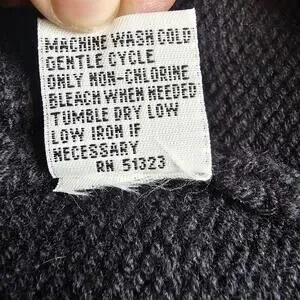 MACHINE WASH COLD
GENTLE CYCLE
ONLY NON-CHLORINE
BLEACH WHEN NEEDED
TUMBLE DRY LOW
LOW IRON IF
NECESSARY
RN 51323